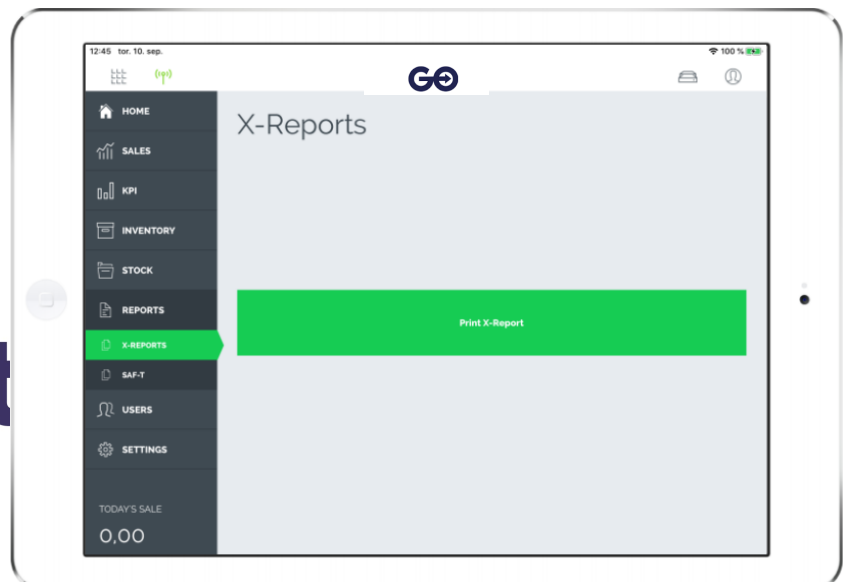 12:45 tor. 10. sep.
100 %
GO
HOME
X-Reports
SALES
KPI
INVENTORY
STOCK
REPORTS
Print X-Report
X-REPORTS
SAF-T
t
USERS
SETTINGS
TODAY'S SALE
0,00